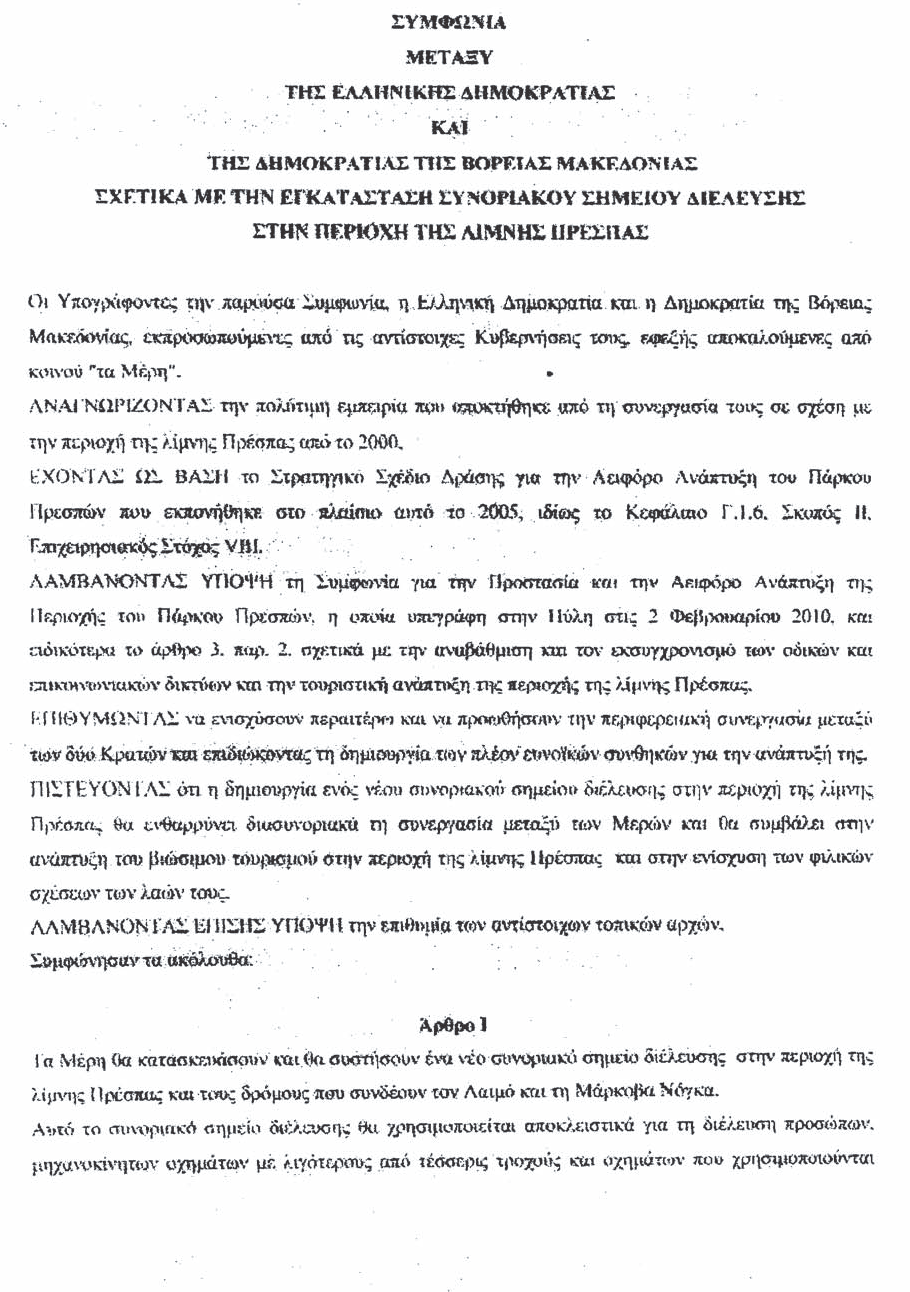 ΣΥΜΦΩΝΙΑ
ΜΕΤΑΞΥ
ΤΗΣ ΕΛΛΗΝΙΚΗΣ ΔΗΜΟΚΡΑΤΙΑΣ
ΚΑΙ
ΤΗΣ ΔΗΜΟΚΡΑΤΙΑΣ ΤΗΣ ΒΟΡΕΙΑΣ ΜΑΚΕΔΟΝΙΑΣ
ΣΧΕΤΙΚΑ ΜΕ ΤΗΝ ΕΓΚΑΤΑΣΤΑΣΗ ΣΥΝΟΡΙΑΚΟΥ ΣΗΜΕΙΟΥ ΔΙΕΛΕΥΣΗΣ
ΣΤΗΝ ΠΕΡΙΟΧΗ ΤΗΣ ΛΙΜΝΗΣ ΠΡΕΣΠΑΣ
Οι Υπογράφοντες την παρούσα Συμφωνία, η Ελληνική Δημοκρατία και η Δημοκρατία της Βόρειας
Μακεδονίας, εκπροσωπούμενες από τις αντίστοιχες Κυβερνήσεις τους, εφεξής αποκαλούμενες από
κοινού "τα Μέρη".
ΑΝΑΓΝΩΡΙΖΟΝΤΑΣ την πολύτιμη εμπειρία που αποκτήθηκε από τη συνεργασία τους σε σχέση με
την περιοχή της λίμνης Πρέσπας από το 2000,
ΕΧΟΝΤΑΣ ΩΣ ΒΑΣΗ το Στρατηγικό Σχέδιο Δράσης για την Αειφόρο Ανάπτυξη του Πάρκου
Πρεσπών που εκπονήθηκε στο πλαίσιο αυτό το 2005, ιδίως το Κεφάλαιο Γ.1.6. Σκοπός ΙΙ,
Επιχειρησιακός Στόχος VIII,
ΛΑΜΒΑΝΟΝΤΑΣ ΥΠΟΨΗ τη Συμφωνία για την Προστασία και την Αειφόρο Ανάπτυξη της
Περιοχής του Πάρκου Πρεσπών, η οποία υπεγράφη στην Πύλη στις 2 Φεβρουαρίου 2010, και
ειδικότερα το άρθρο 3, παρ. 2, σχετικά με την αναβάθμιση και τον εκσυγχρονισμό των οδικών και
επικοινωνιακών δικτύων και την τουριστική ανάπτυξη της περιοχής της λίμνης Πρέσπας,
ΕΠΙΘΥΜΩΝΤΑΣ να ενισχύσουν περαιτέρω και να προωθήσουν την περιφερειακή συνεργασία μεταξύ
των δύο Κρατών και επιδιώκοντας τη δημιουργία των πλέον ευνοϊκών συνθηκών για την ανάπτυξή της,
ΠΙΣΤΕΥΟΝΤΑΣ ότι η δημιουργία ενός νέου συνοριακού σημείου διέλευσης στην περιοχή της λίμνης
Πρέσπας θα ενθαρρύνει διασυνοριακά τη συνεργασία μεταξύ των Μερών και θα συμβάλει στην
ανάπτυξη του βιώσιμου τουρισμού στην περιοχή της λίμνης Πρέσπας και στην ενίσχυση των φιλικών
σχέσεων των λαών τους,
ΛΑΜΒΑΝΟΝΤΑΣ ΕΠΙΣΗΣ ΥΠΟΨΗ την επιθυμία των αντίστοιχων τοπικών αρχών,
Συμφώνησαν τα ακόλουθα:
Άρθρο 1
Τα Μέρη θα κατασκευάσουν και θα συστήσουν ένα νέο συνοριακό σημείο διέλευσης στην περιοχή της
λίμνης Πρέσπας και τους δρόμους που συνδέουν τον Λαιμό και τη Μάρκοβα Νόγκα.
Αυτό το συνοριακό σημείο διέλευσης θα χρησιμοποιείται αποκλειστικά για τη διέλευση προσώπων,
μηχανοκίνητων οχημάτων με λιγότερους από τέσσερις τροχούς και οχημάτων που χρησιμοποιούνται